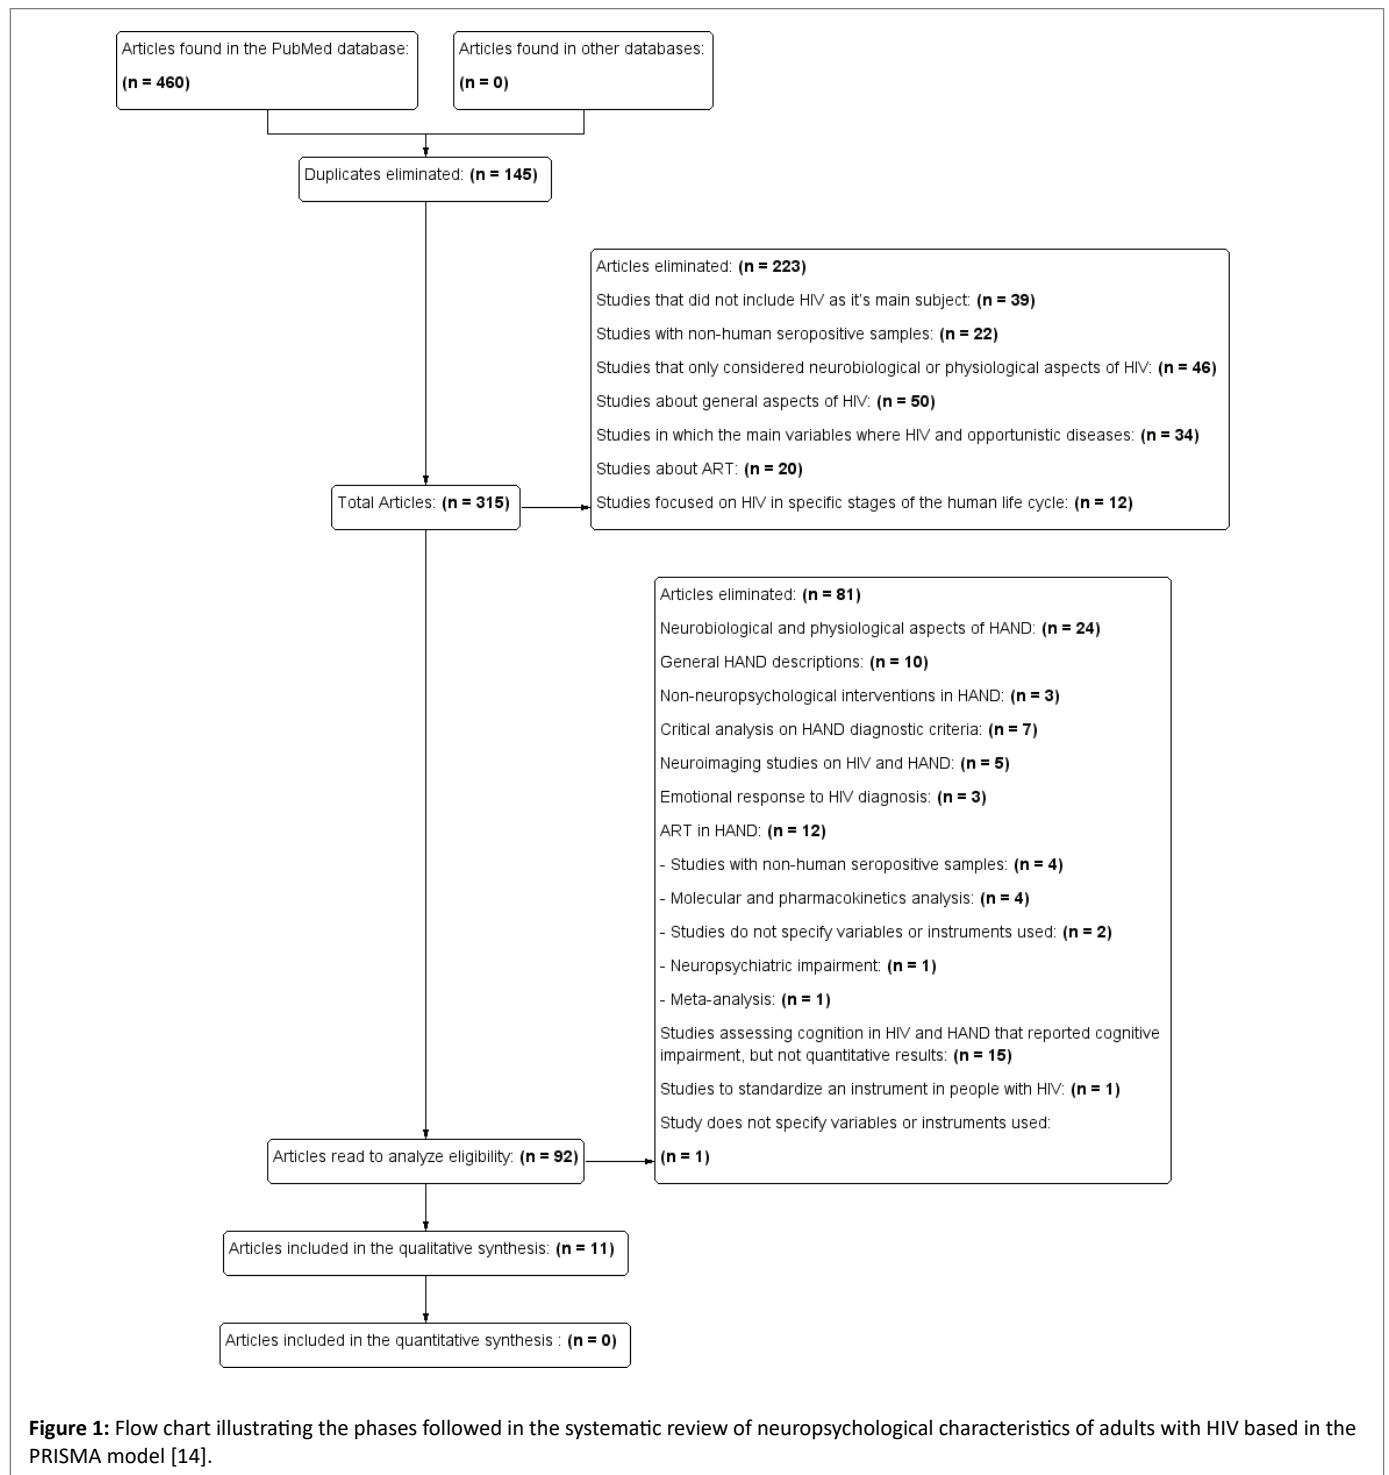 Articles found in the PubMed database:
(n = 460)
Articles found in other databases:
(n = 0)
Duplicates eliminated: (n = 145)
Articles eliminated: (n = 223)
Studies that did not include HIV as it's main subject: (n = 39)
Studies with non-human seropositive samples: (n = 22)
Studies that only considered neurobiological or physiological aspects of HIV: (n = 46)
Studies about general aspects of HIV: (n = 50)
Studies in which the main variables where HIV and opportunistic diseases: (n = 34)
Studies about ART: (n = 20)
Studies focused on HIV in specific stages of the human life cycle: (n = 12)
Total Articles: (n = 315)
Articles eliminated: (n = 81)
Neurobiological and physiological aspects of HAND: (n = 24)
General HAND descriptions: (n = 10)
Non-neuropsychological interventions in HAND: (n = 3)
Critical analysis on HAND diagnostic criteria: (n = 7)
Neuroimaging studies on HIV and HAND: (n = 5)
Emotional response to HIV diagnosis: (n = 3)
ART in HAND: (n = 12)
- Studies with non-human seropositive samples: (n = 4)
- Molecular and pharmacokinetics analysis: (n = 4)
- Studies do not specify variables or instruments used: (n = 2)
- Neuropsychiatric impairment: (n = 1)
- Meta-analysis: (n = 1)
Studies assessing cognition in HIV and HAND that reported cognitive
impairment, but not quantitative results: (n = 15)
Studies to standardize an instrument in people with HIV: (n = 1)
Study does not specify variables or instruments used:
(n = 1)
Articles read to analyze eligibility: (n = 92)
Articles included in the qualitative synthesis: (n = 11)
Articles included in the quantitative synthesis : (n = 0)
Figure 1: Flow chart illustrating the phases followed in the systematic review of neuropsychological characteristics of adults with HIV based in the
PRISMA model [14].